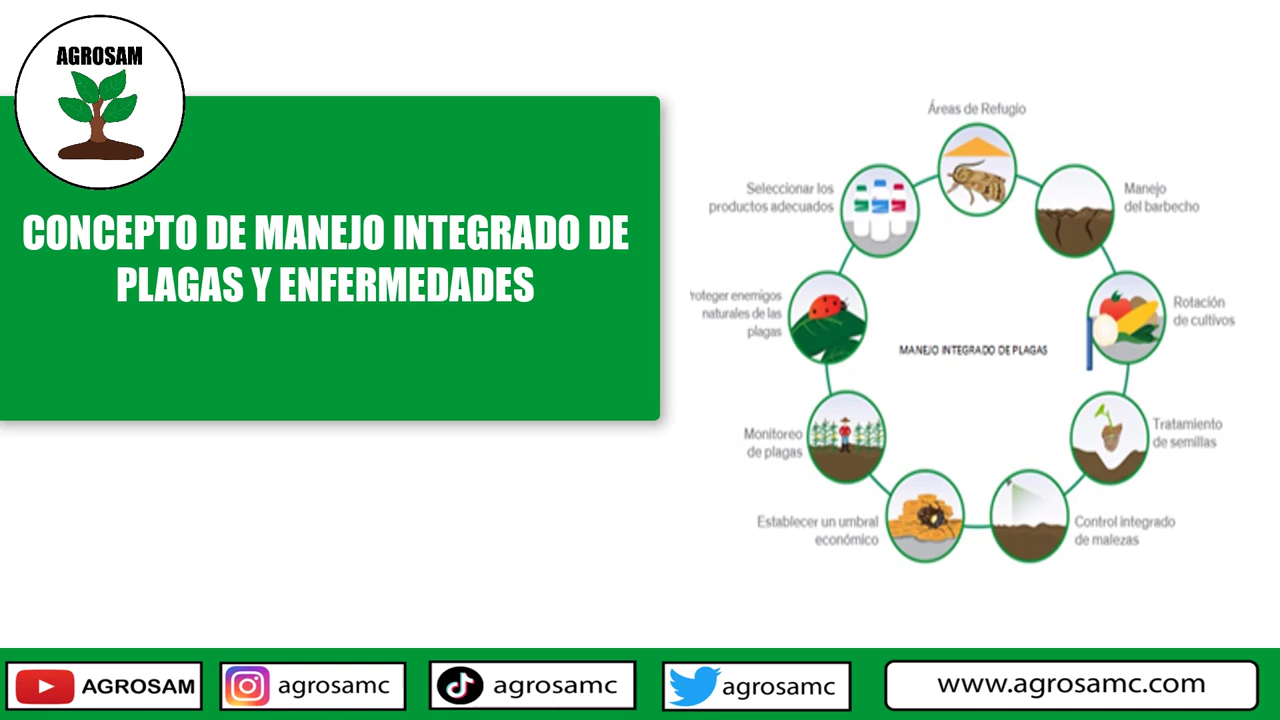 AGROSAM
CONCEPTO DE MANEJO INTEGRADO DE
PLAGAS Y ENFERMEDADES
Áreas de Refugio
Manejo
del barbecho
Rotación
de cultivos
Tratamiento
de semillas
Control integrado
de malezas
Establecer un umbral
económico
Monitoreo
de plagas
roteger enemigos
naturales de las
plagas
Seleccionar los
productos adecuados
MANEJO INTEGRADO DE PLAGAS
AGROSAM
agrosamc
agrosamc
agrosamc
www.agrosamc.com